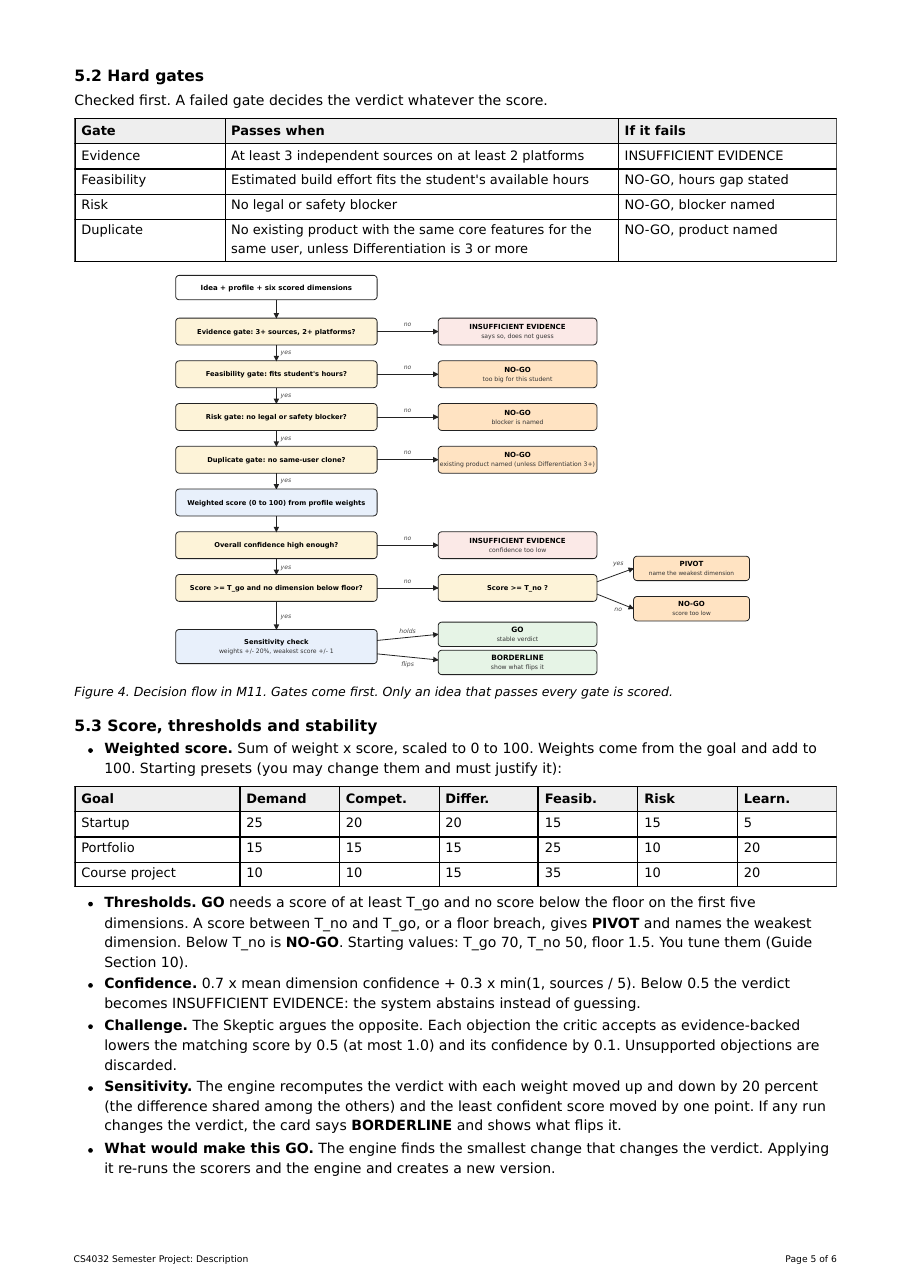 5.2 Hard gates
Checked first. A failed gate decides the verdict whatever the score.
Gate Passes when If it fails
Evidence At least 3 independent sources on at least 2 platforms INSUFFICIENT EVIDENCE
Feasibility Estimated build effort fits the student's available hours NO-GO, hours gap stated
Risk No legal or safety blocker NO-GO, blocker named
Duplicate No existing product with the same core features for the NO-GO, product named
same user, unless Differentiation is 3 or more
Idea + profile + six scored dimensions
Evidence gate: 3+ sources, 2+ platforms?
no
INSUFFICIENT EVIDENCE
says so, does not guess
yes
Feasibility gate: fits student's hours?
no
NO-GO
too big for this student
yes
Risk gate: no legal or safety blocker?
no
NO-GO
blocker is named
yes
Duplicate gate: no same-user clone?
no
NO-GO
existing product named (unless Differentiation 3+)
yes
Weighted score (0 to 100) from profile weights
Overall confidence high enough?
no
INSUFFICIENT EVIDENCE
confidence too low
Score >= T_go and no dimension below floor?
no
Score >= T_no ?
yes
PIVOT
name the weakest dimension
no
NO-GO
score too low
yes
Sensitivity check
weights +/- 20%, weakest score +/- 1
holds
GO
stable verdict
flips
BORDERLINE
show what flips it
Figure 4. Decision flow in M11. Gates come first. Only an idea that passes every gate is scored.
5.3 Score, thresholds and stability
• Weighted score. Sum of weight x score, scaled to 0 to 100. Weights come from the goal and add to
100. Starting presets (you may change them and must justify it):
Goal Demand Compet. Differ. Feasib. Risk Learn.
Startup 25 20 20 15 15 5
Portfolio 15 15 15 25 10 20
Course project 10 10 15 35 10 20
• Thresholds. GO needs a score of at least T_go and no score below the floor on the first five
dimensions. A score between T_no and T_go, or a floor breach, gives PIVOT and names the weakest
dimension. Below T_no is NO-GO. Starting values: T_go 70, T_no 50, floor 1.5. You tune them (Guide
Section 10).
• Confidence. 0.7 x mean dimension confidence + 0.3 x min(1, sources / 5). Below 0.5 the verdict
becomes INSUFFICIENT EVIDENCE: the system abstains instead of guessing.
• Challenge. The Skeptic argues the opposite. Each objection the critic accepts as evidence-backed
lowers the matching score by 0.5 (at most 1.0) and its confidence by 0.1. Unsupported objections are
discarded.
• Sensitivity. The engine recomputes the verdict with each weight moved up and down by 20 percent
(the difference shared among the others) and the least confident score moved by one point. If any run
changes the verdict, the card says BORDERLINE and shows what flips it.
• What would make this GO. The engine finds the smallest change that changes the verdict. Applying
it re-runs the scorers and the engine and creates a new version.
CS4032 Semester Project: Description Page 5 of 6